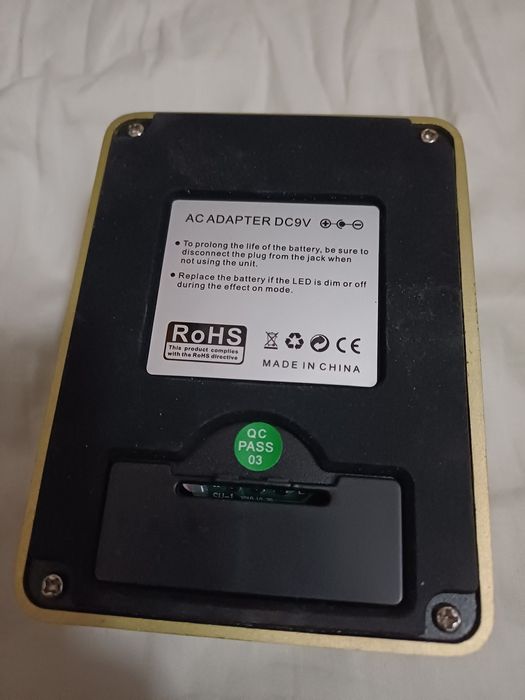 AC ADAPTER DC9V
• To prolong the life of the battery, be sure to
disconnect the plug from the jack when
not using the unit.
• Replace the battery if the LED is dim or off
during the effect on mode.
RoHS
This product complies
with the RoHS directive
CE
MADE IN CHINA
QC
PASS
03
SU-1